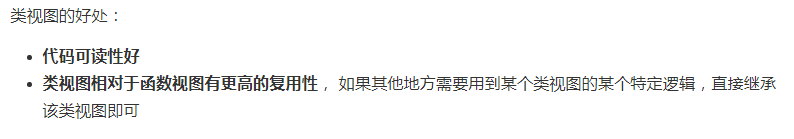 类视图的好处：
代码可读性好
类视图相对于函数视图有更高的复用性， 如果其他地方需要用到某个类视图的某个特定逻辑，直接继承
该类视图即可